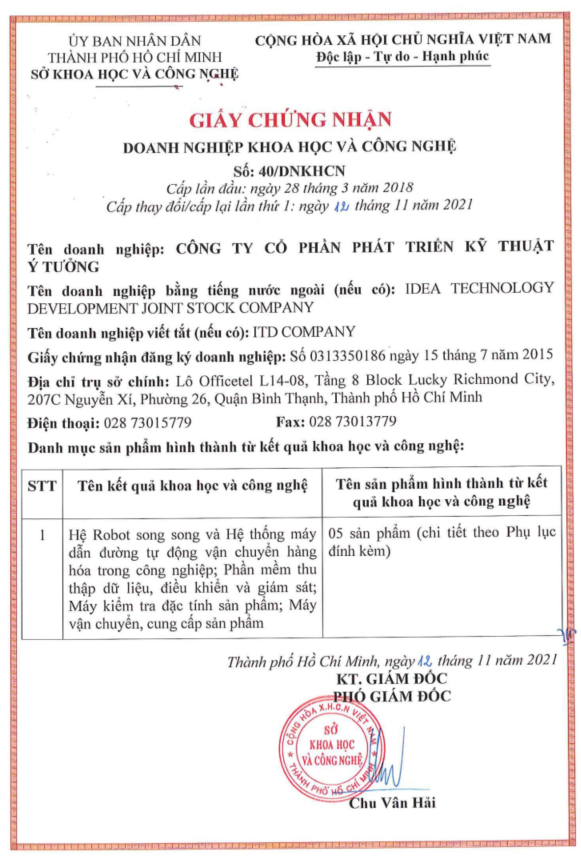 ỦY BAN NHÂN DÂN
THÀNH PHỐ HỒ CHÍ MINH
SỞ KHOA HỌC VÀ CÔNG NGHỆ
CỘNG HÒA XÃ HỘI CHỦ NGHĨA VIỆT NAM
Độc lập - Tự do - Hạnh phúc
GIẤY CHỨNG NHẬN
DOANH NGHIỆP KHOA HỌC VÀ CÔNG NGHỆ
Số: 40/DNKHCN
Cấp lần đầu: ngày 28 tháng 3 năm 2018
Cấp thay đổi/cấp lại lần thứ 1: ngày 12 tháng 11 năm 2021
Tên doanh nghiệp: CÔNG TY CỔ PHẦN PHÁT TRIỂN KỸ THUẬT
Ý TƯỞNG
Tên doanh nghiệp bằng tiếng nước ngoài (nếu có): IDEA TECHNOLOGY
DEVELOPMENT JOINT STOCK COMPANY
Tên doanh nghiệp viết tắt (nếu có): ITD COMPANY
Giấy chứng nhận đăng ký doanh nghiệp: Số 0313350186 ngày 15 tháng 7 năm 2015
Địa chỉ trụ sở chính: Lô Officetel L14-08, Tầng 8 Block Lucky Richmond City,
207C Nguyễn Xí, Phường 26, Quận Bình Thạnh, Thành phố Hồ Chí Minh
Điện thoại: 028 73015779 Fax: 028 73013779
Danh mục sản phẩm hình thành từ kết quả khoa học và công nghệ:
STT
Tên kết quả khoa học và công nghệ
Tên sản phẩm hình thành từ kết
quả khoa học và công nghệ
1
Hệ Robot song song và Hệ thống máy
dẫn đường tự động vận chuyển hàng
hóa trong công nghiệp; Phần mềm thu
thập dữ liệu, điều khiển và giám sát;
Máy kiểm tra đặc tính sản phẩm; Máy
vận chuyển, cung cấp sản phẩm
05 sản phẩm (chi tiết theo Phụ lục
đính kèm)
Thành phố Hồ Chí Minh, ngày 12 tháng 11 năm 2021
KT. GIÁM ĐỐC
PHÓ GIÁM ĐỐC
CỘNG HÒA X.H.C.N VIỆT NAM
SỞ
KHOA HỌC
VÀ CÔNG NGHỆ
THÀNH PHỐ HỒ CHÍ MINH
Chu Vân Hải